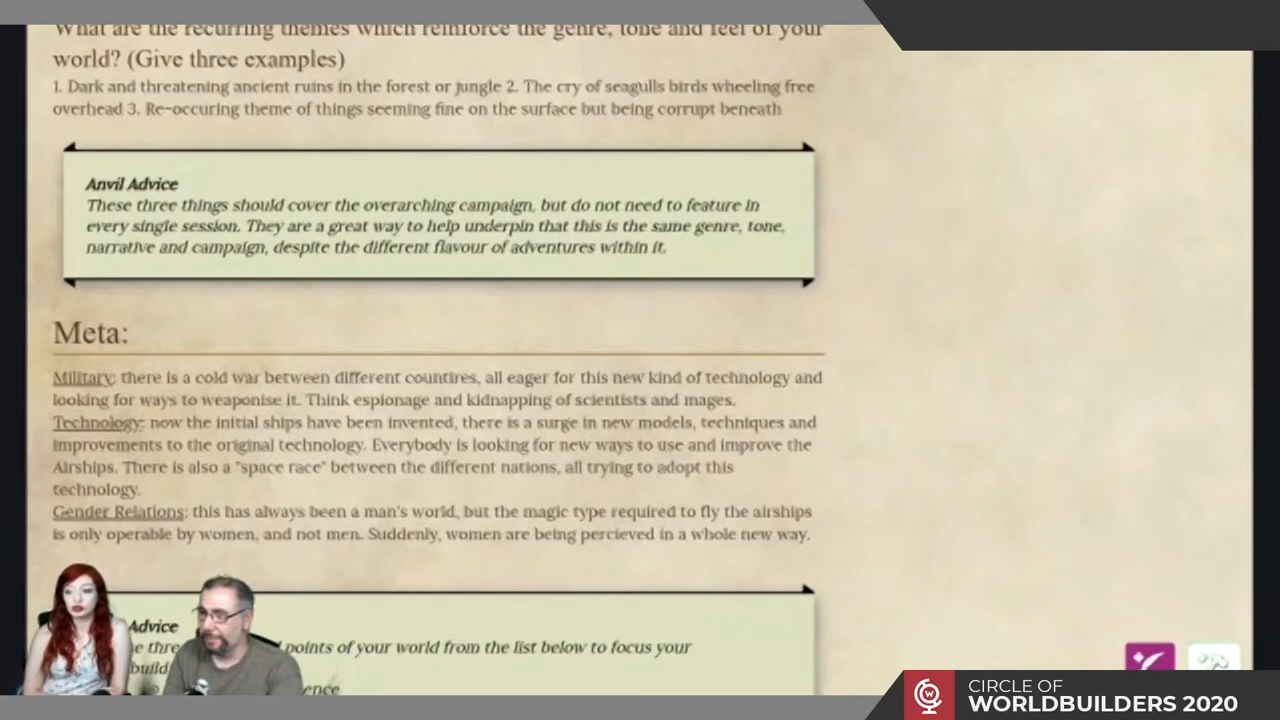 What are the recurring themes which reinforce the genre, tone and feel of your
world? (Give three examples)
1. Dark and threatening ancient ruins in the forest or jungle 2. The cry of seagulls birds wheeling free
overhead 3. Re-occuring theme of things seeming fine on the surface but being corrupt beneath
Anvil Advice
These three things should cover the overarching campaign, but do not need to feature in
every single session. They are a great way to help underpin that this is the same genre, tone,
narrative and campaign, despite the different flavour of adventures within it.
Meta:
Military: there is a cold war between different countires, all eager for this new kind of technology and
looking for ways to weaponise it. Think espionage and kidnapping of scientists and mages.
Technology: now the initial ships have been invented, there is a surge in new models, techniques and
improvements to the original technology. Everybody is looking for new ways to use and improve the
Airships. There is also a "space race" between the different nations, all trying to adopt this
technology.
Gender Relations: this has always been a man's world, but the magic type required to fly the airships
is only operable by women, and not men. Suddenly, women are being percieved in a whole new way.
Advice
points of your world from the list below to focus your
build
CIRCLE OF
WORLDBUILDERS 2020